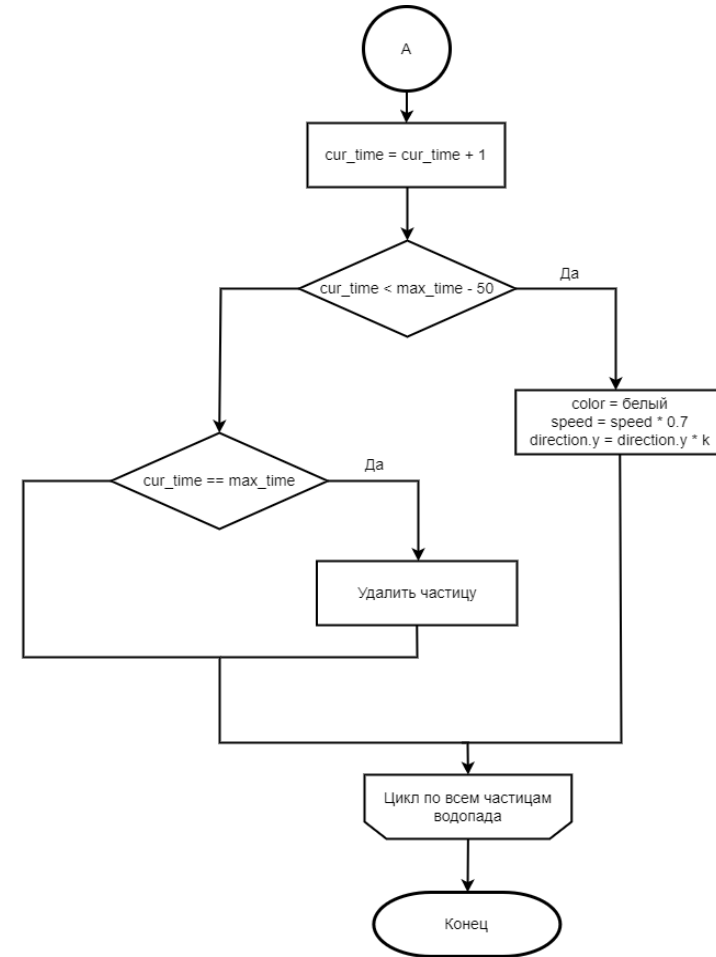 A
cur_time = cur_time + 1
cur_time < max_time - 50
Да
color = белый
speed = speed * 0.7
direction.y = direction.y * k
cur_time == max_time
Да
Удалить частицу
Цикл по всем частицам
водопада
Конец